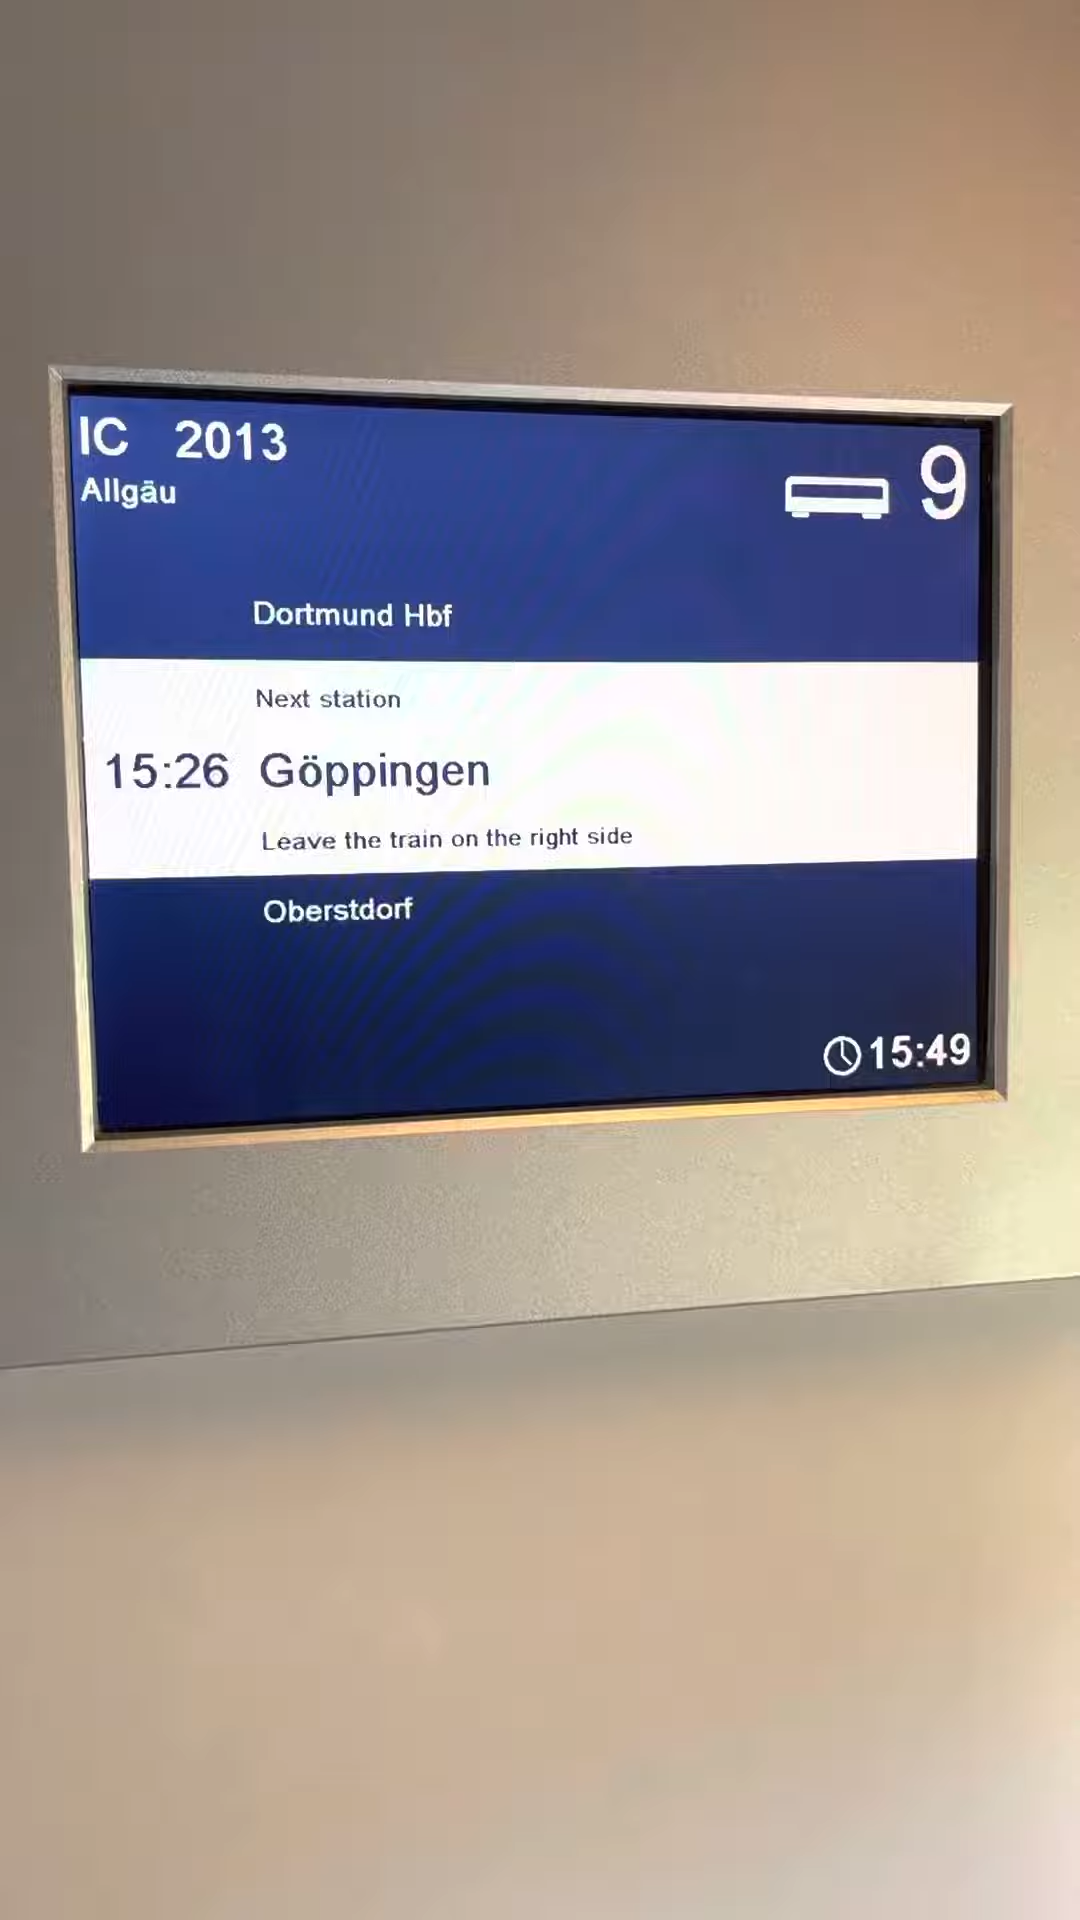 IC 2013
Allgäu
9
Dortmund Hbf
Next station
15:26 Göppingen
Leave the train on the right side
Oberstdorf
15:49